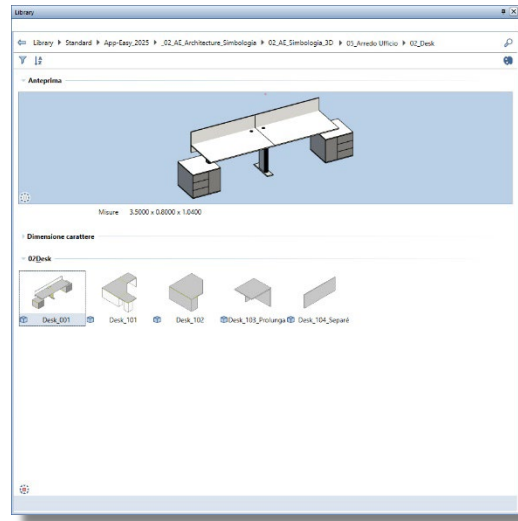 Library
Library Standard App-Easy_2025 _02_AE_Architecture_Simbologia 02_AE_Simbologia_3D 05_Arredo Ufficio 02_Desk
Anteprima
Misure 3.5000 x 0.8000 x 1.0400
Dimensione carattere
02Desk
Desk_001 Desk_101 Desk_102 Desk_103_Prolunga Desk_104_Separé